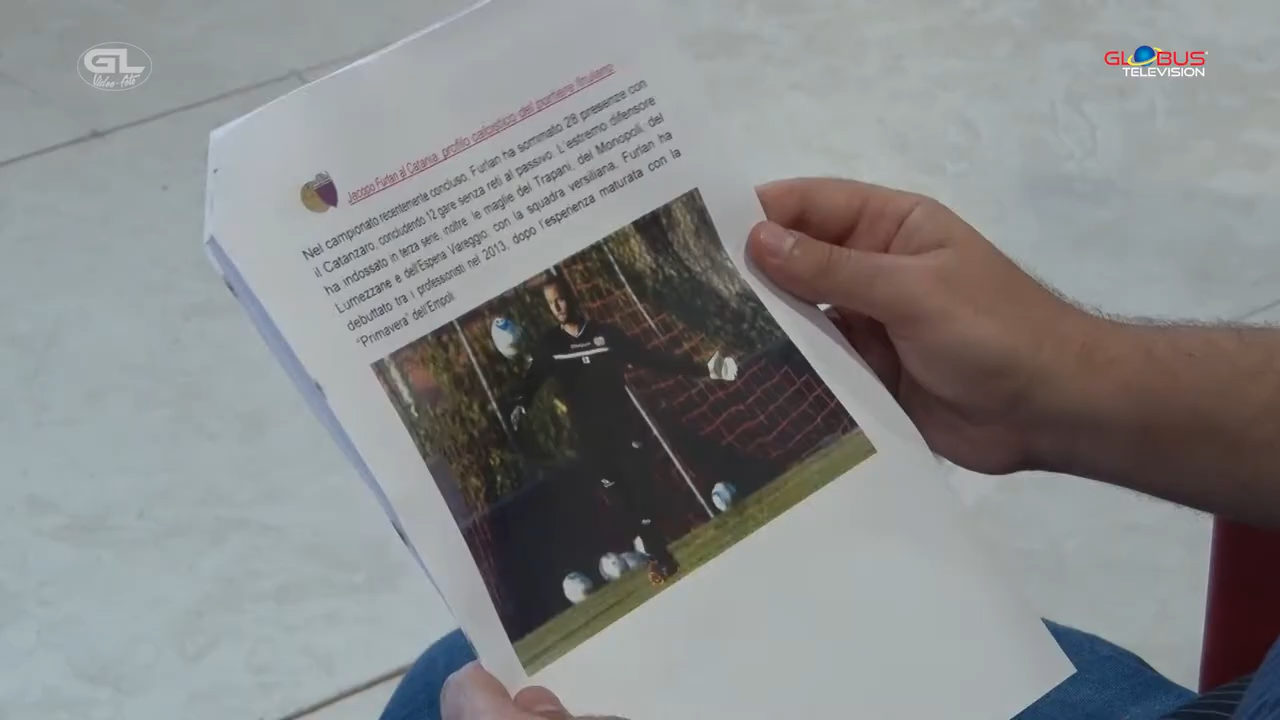 GL
Video-foto
GLOBUS
TELEVISION
Jacopo Furlan al Catania: profilo calcistico del portiere friulano
Nel campionato recentemente concluso, Furlan ha sommato 28 presenze con
il Catanzaro, concludendo 12 gare senza reti al passivo. L'estremo difensore
ha indossato in terza serie, inoltre, le maglie del Trapani, del Monopoli, del
Lumezzane e dell'Esperia Viareggio: con la squadra versiliana, Furlan ha
debuttato tra i professionisti nel 2013, dopo l'esperienza maturata con la
"Primavera" dell'Empoli